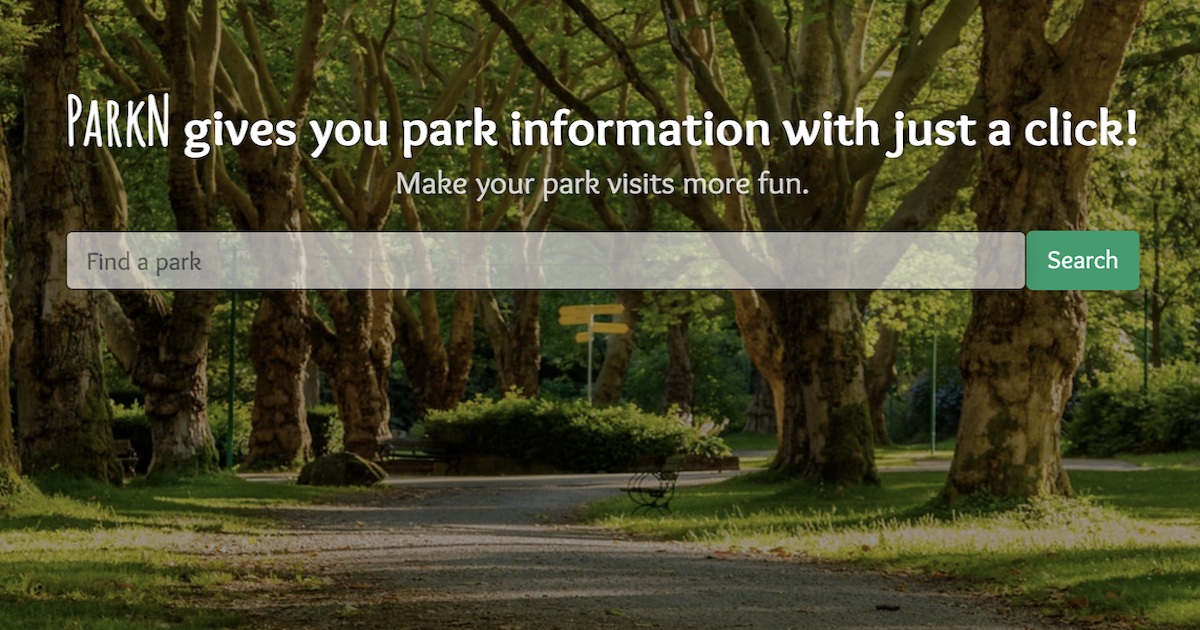 PARKN gives you park information with just a click!
Make your park visits more fun.
Find a park
Search